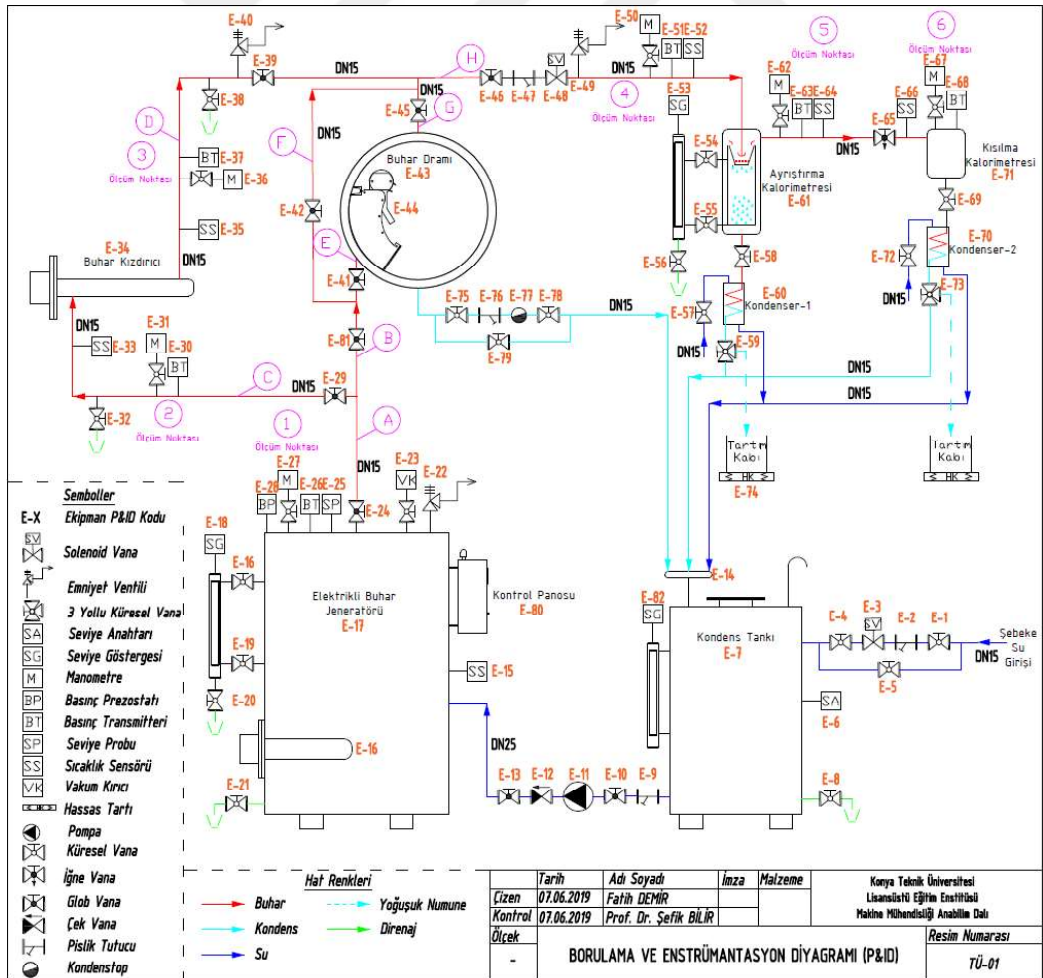 E-40
E-39
DN15
E-38
D
3
Ölçüm Noktası
BT
E-37
E-36
M
SS
E-35
E-34
Buhar Kızdırıcı
DN15
DN15
E-33
SS
E-31
M
E-30
BT
E-32
2
Ölçüm Noktası
C
DN15
E-29
H
DN15
E-45
G
DN15
F
E-42
E
E-41
E-81
B
A
DN15
Buhar Dramı
E-43
E-44
E-46
E-47
SV
E-48
E-49
E-50
M
E-51
E-52
BT
SS
DN15
4
Ölçüm Noktası
E-53
SG
E-54
E-55
E-56
Ayrıştırma
Kalorimetresi
E-61
E-58
E-60
Kondenser-1
E-57
DN15
E-59
5
Ölçüm Noktası
E-62
M
E-63
E-64
BT
SS
DN15
E-66
SS
E-65
6
Ölçüm Noktası
E-67
M
E-68
BT
Kısılma
Kalorimetresi
E-71
E-69
E-70
Kondenser-2
E-72
E-73
DN15
DN15
DN15
Tartım
Kabı
HK
E-74
Tartım
Kabı
HK
E-75
E-76
E-77
E-78
DN15
E-79
1
Ölçüm Noktası
E-28
BP
E-27
M
E-26
BT
E-25
SP
E-24
E-23
VK
E-22
E-18
SG
E-16
E-19
E-20
E-21
E-16
Elektrikli Buhar
Jeneratörü
E-17
Kontrol Panosu
E-80
SS
E-15
DN25
E-13
E-12
E-11
E-10
E-9
E-14
E-82
SG
Kondens Tankı
E-7
E-4
E-3
SV
E-2
E-1
E-5
Şebeke
Su
Girişi
DN15
SA
E-6
E-8
Semboller
E-X Ekipman P&ID Kodu
SV Solenoid Vana
Emniyet Ventili
3 Yollu Küresel Vana
SA Seviye Anahtarı
SG Seviye Göstergesi
M Manometre
BP Basınç Prezostatı
BT Basınç Transmitteri
SP Seviye Probu
SS Sıcaklık Sensörü
VK Vakum Kırıcı
Hassas Tartı
Pompa
Küresel Vana
İğne Vana
Glob Vana
Çek Vana
Pislik Tutucu
Kondenstop
Hat Renkleri
Buhar
Kondens
Su
Yoğuşuk Numune
Direnaj
Tarih Adı Soyadı İmza Malzeme
Çizen 07.06.2019 Fatih DEMİR
Kontrol 07.06.2019 Prof. Dr. Şefik BİLİR
Ölçek
-
BORULAMA VE ENSTRÜMANTASYON DİYAGRAMI (P&ID)
Konya Teknik Üniversitesi
Lisansüstü Eğitim Enstitüsü
Makine Mühendisliği Anabilim Dalı
Resim Numarası
TÜ-01